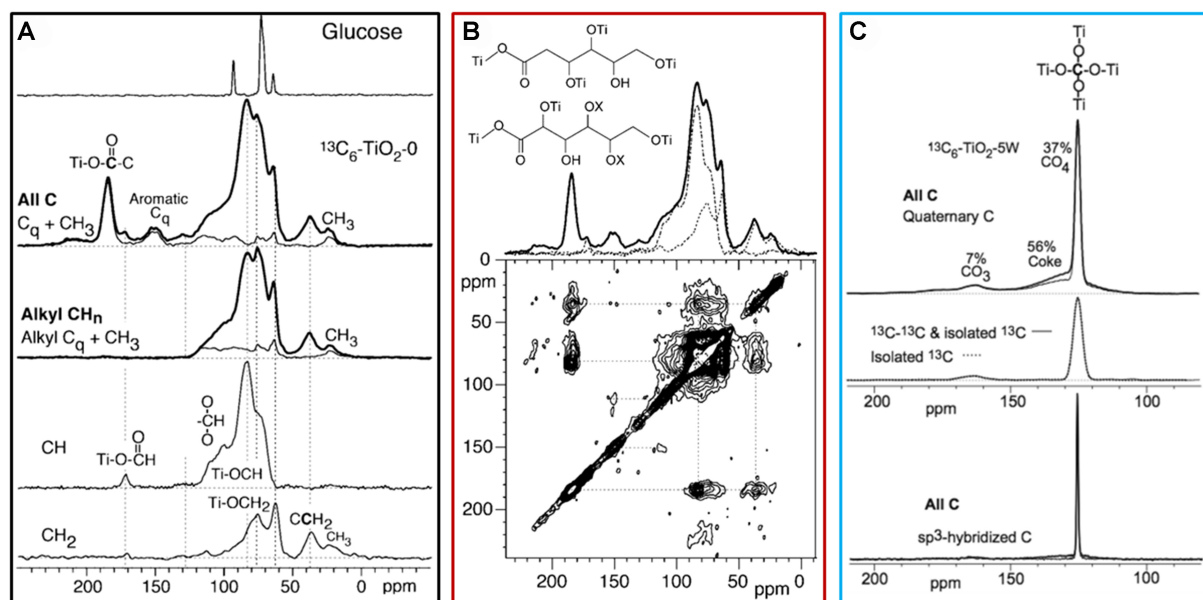 A
Glucose
¹³C₆-TiO₂-0
O
Ti-O-C-C
All C
Cq + CH₃
Aromatic
Cq
CH₃
Alkyl CHn
Alkyl Cq + CH₃
CH₃
CH
O
Ti-O-CH
O
-CH
O
Ti-OCH
CH₂
Ti-OCH₂
CCH₂
CH₃
200 150 100 50 0 ppm
B
OTi
Ti O OTi
O OTi OH
OTi OX
Ti O OTi
O OH OX
0
ppm
50
100
150
200
200 150 100 50 0
ppm
C
Ti
O
Ti-O-C-O-Ti
O
Ti
¹³C₆-TiO₂-5W
37%
CO₄
All C
Quaternary C
7%
CO₃
56%
Coke
¹³C-¹³C & isolated ¹³C
Isolated ¹³C
200 ppm 150 100
All C
sp³-hybridized C
200 ppm 150 100